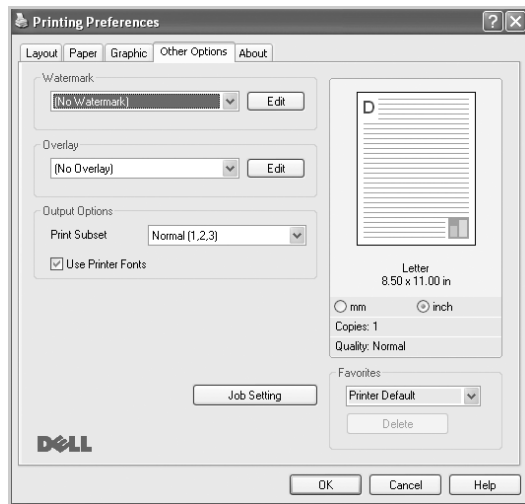 Printing Preferences
Layout Paper Graphic Other Options About
Watermark
(No Watermark)
Edit
Overlay
(No Overlay)
Edit
Output Options
Print Subset
Normal (1,2,3)
Use Printer Fonts
Job Setting
DELL
D
Letter
8.50 x 11.00 in
mm
inch
Copies: 1
Quality: Normal
Favorites
Printer Default
Delete
OK
Cancel
Help